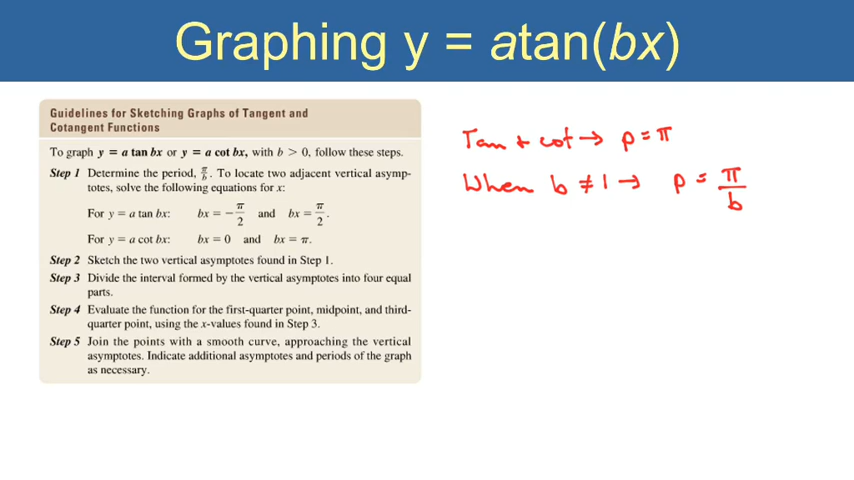 Graphing y = atan(bx)
Guidelines for Sketching Graphs of Tangent and
Cotangent Functions
To graph y = a tan bx or y = a cot bx, with b > 0, follow these steps.
Step 1 Determine the period, π/b. To locate two adjacent vertical asymp-
totes, solve the following equations for x:
For y = a tan bx: bx = −π/2 and bx = π/2.
For y = a cot bx: bx = 0 and bx = π.
Step 2 Sketch the two vertical asymptotes found in Step 1.
Step 3 Divide the interval formed by the vertical asymptotes into four equal
parts.
Step 4 Evaluate the function for the first-quarter point, midpoint, and third-
quarter point, using the x-values found in Step 3.
Step 5 Join the points with a smooth curve, approaching the vertical
asymptotes. Indicate additional asymptotes and periods of the graph
as necessary.
Tan + cot → p = π
When b ≠ 1 → p = π/b